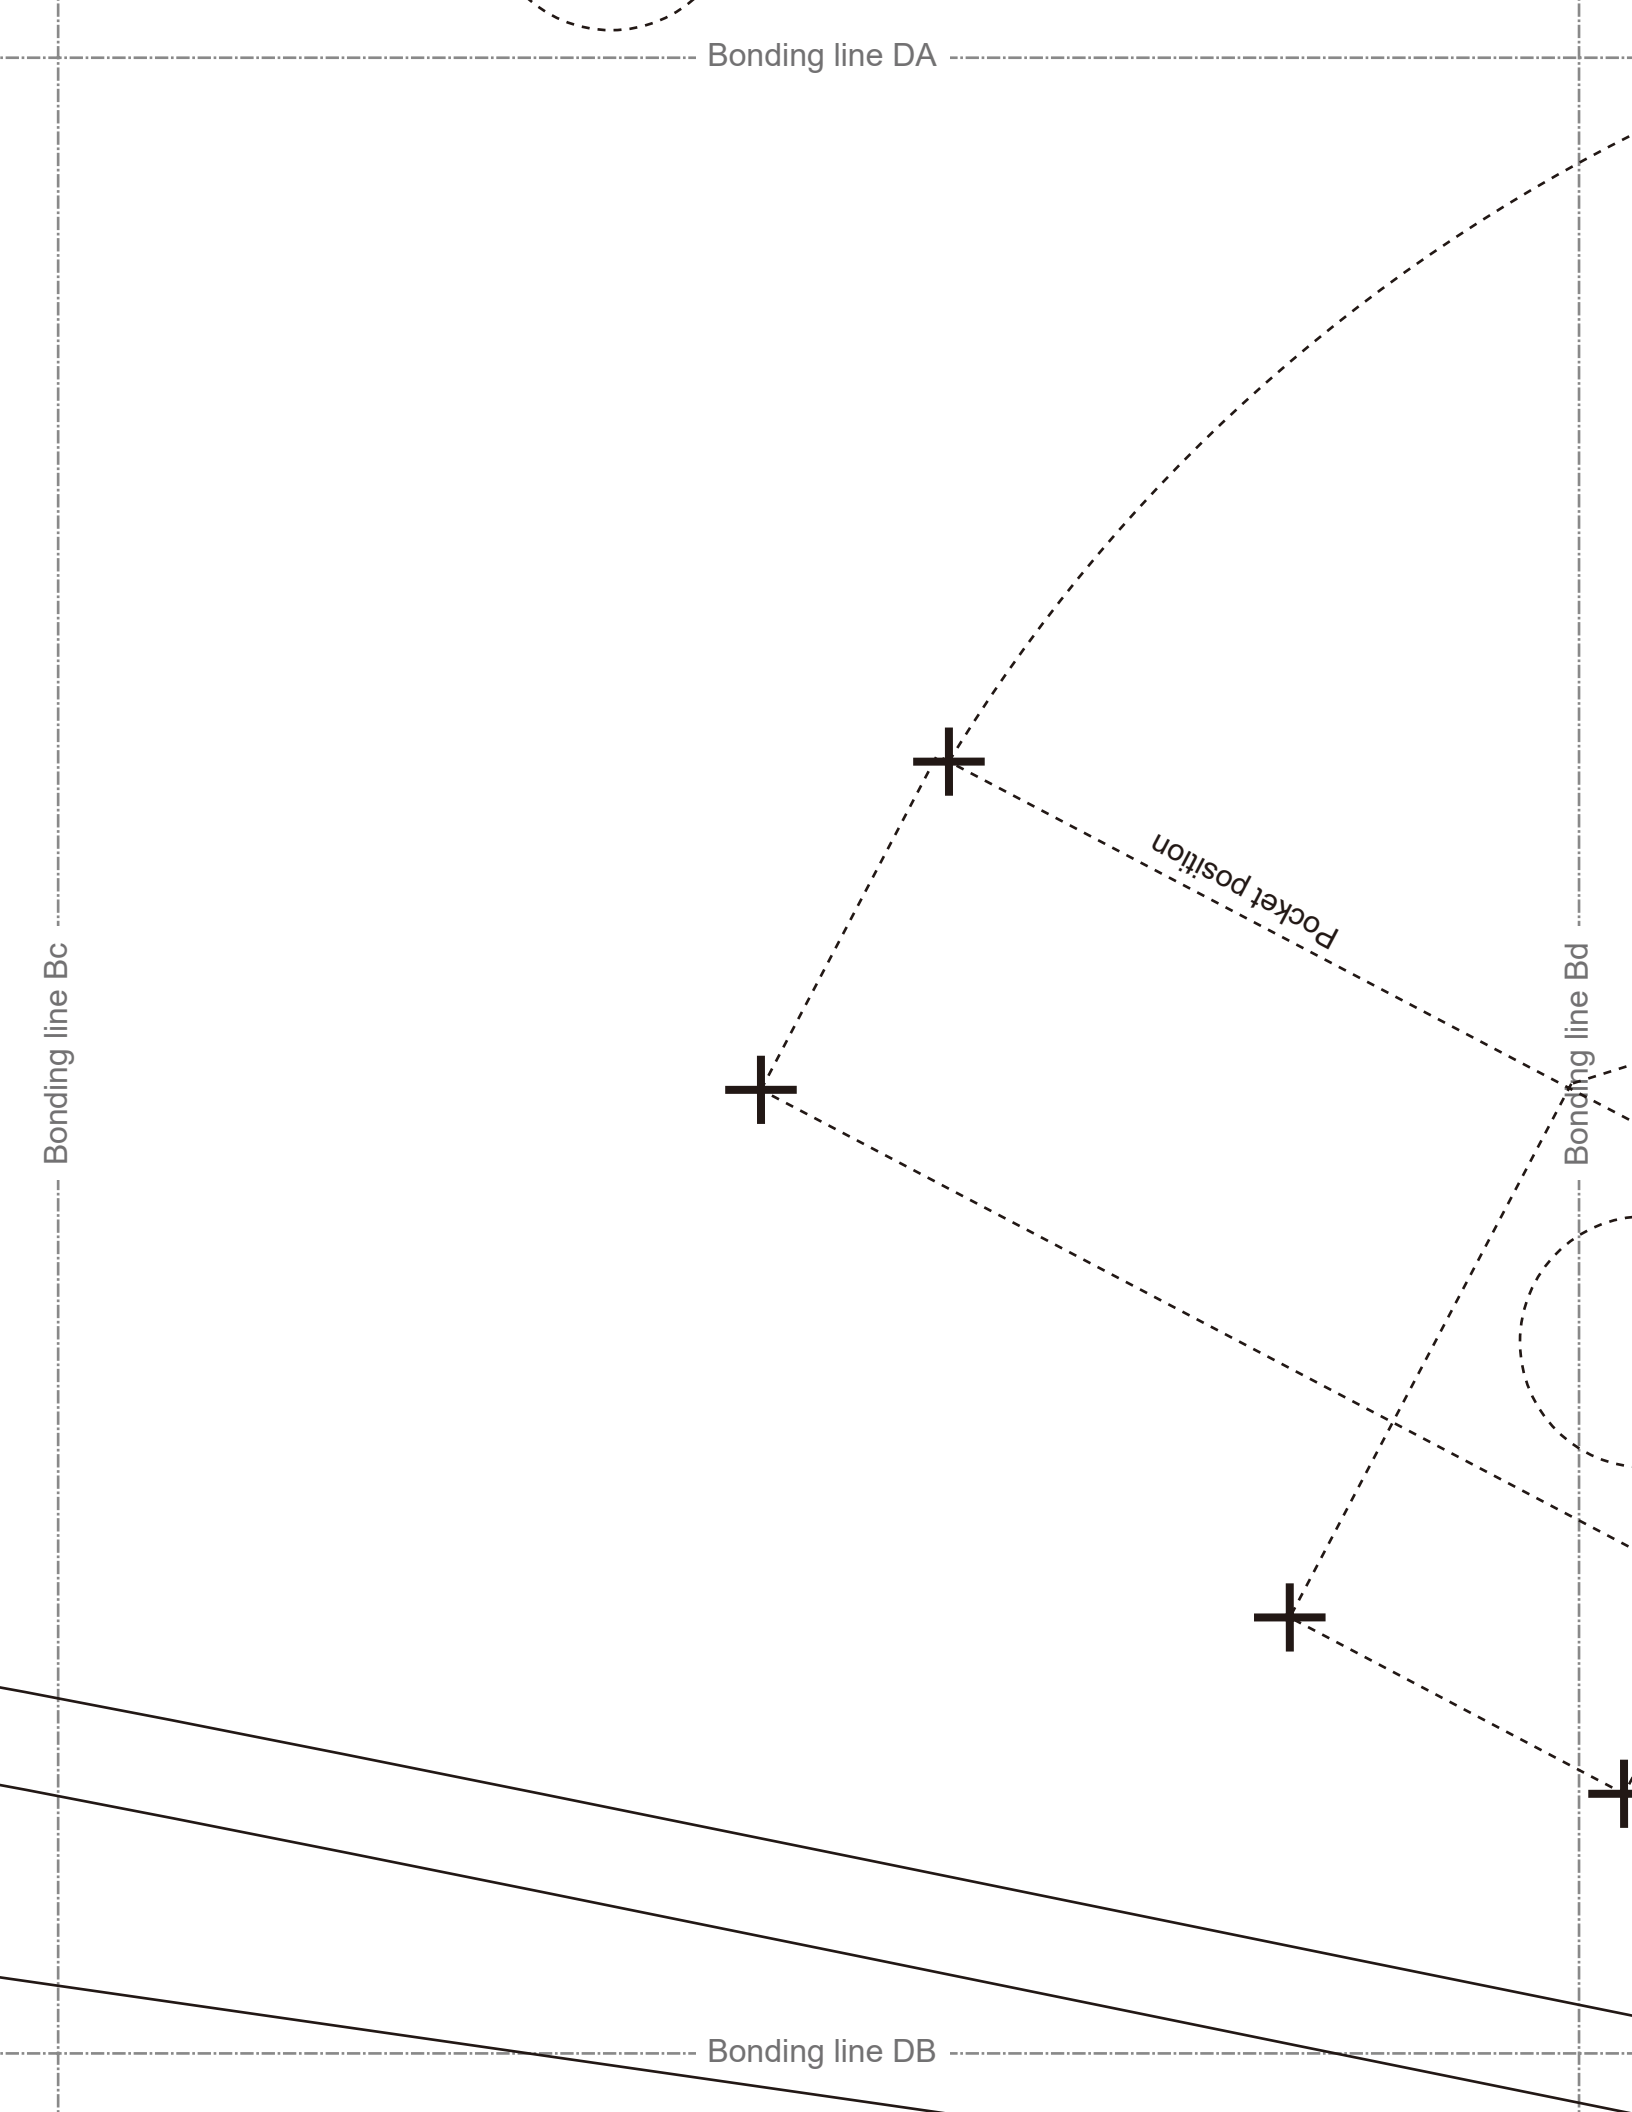 Bonding line DA
Pocket position
Bonding line Bc
Bonding line Bd
Bonding line DB